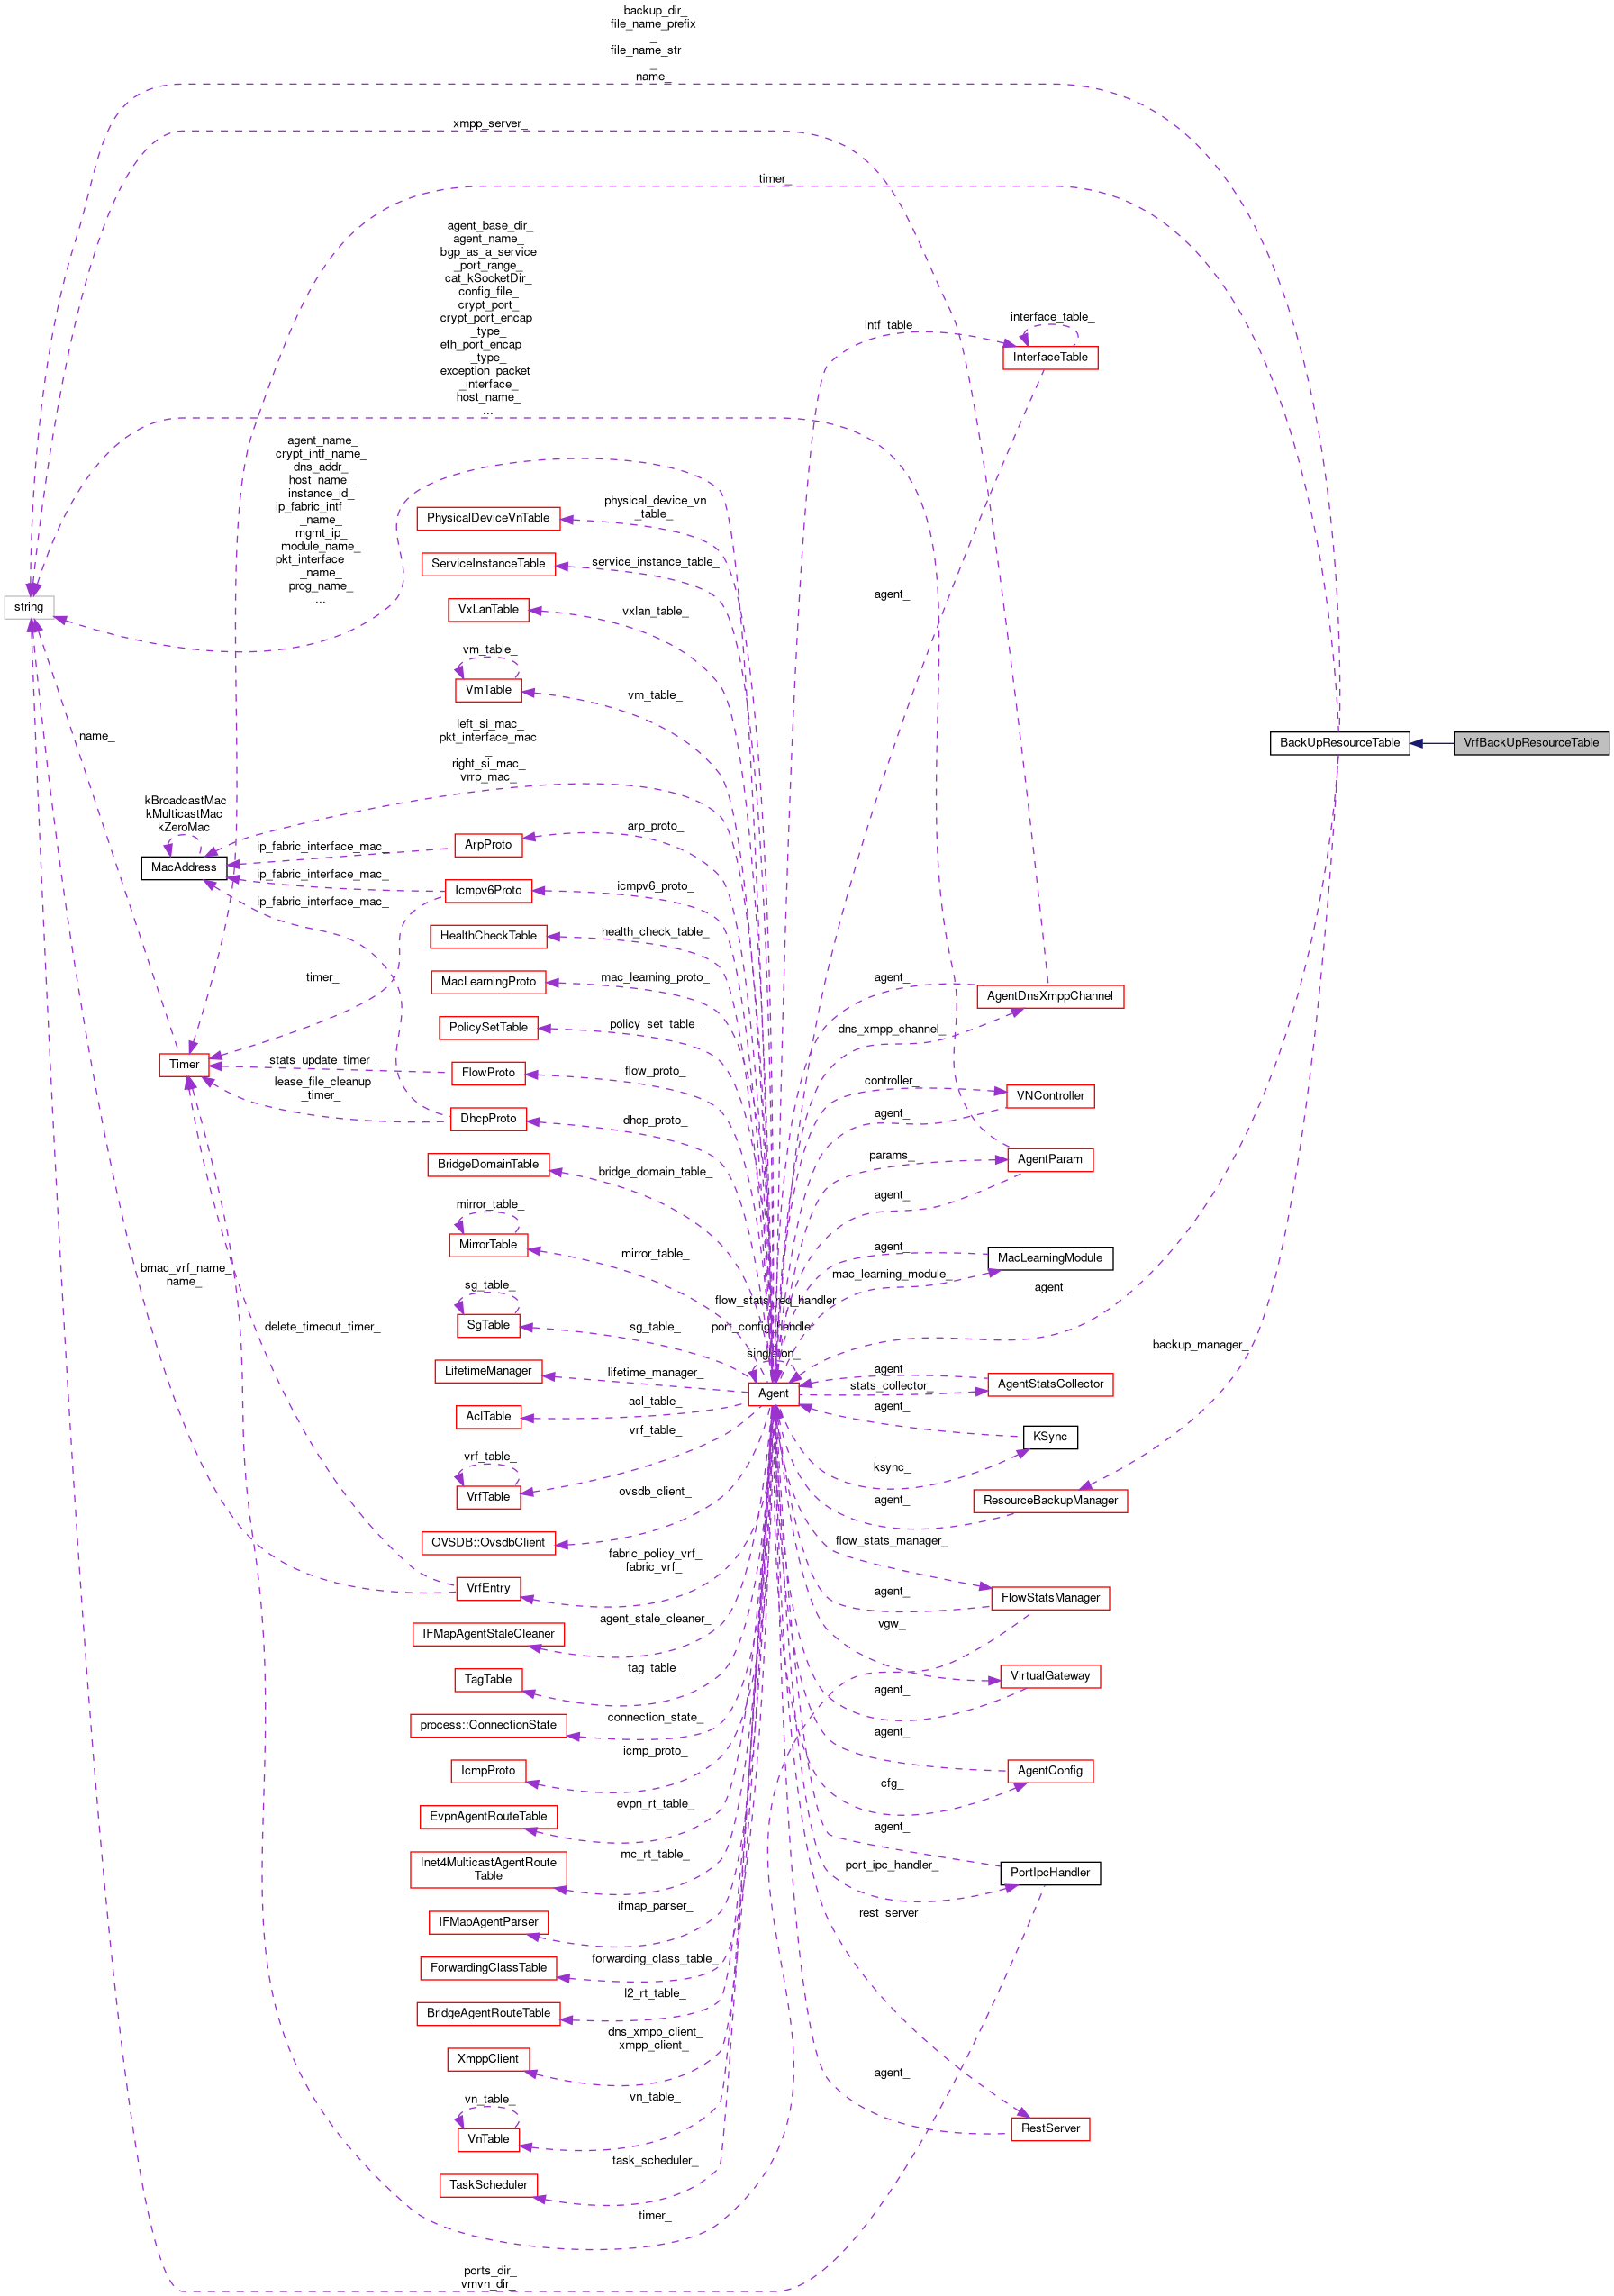 backup_dir_
file_name_prefix
_
file_name_str
_
name_
xmpp_server_
timer_
agent_base_dir_
agent_name_
bgp_as_a_service
_port_range_
cat_kSocketDir_
config_file_
crypt_port_
crypt_port_encap
_type_
eth_port_encap
_type_
exception_packet
_interface_
host_name_
...
intf_table_
interface_table_
InterfaceTable
agent_name_
crypt_intf_name_
dns_addr_
host_name_
instance_id_
ip_fabric_intf
_name_
mgmt_ip_
module_name_
pkt_interface
_name_
prog_name_
...
physical_device_vn
_table_
PhysicalDeviceVnTable
ServiceInstanceTable
service_instance_table_
agent_
string
VxLanTable
vxlan_table_
vm_table_
VmTable
vm_table_
name_
left_si_mac_
pkt_interface_mac
_
right_si_mac_
vrrp_mac_
BackUpResourceTable
VrfBackUpResourceTable
kBroadcastMac
kMulticastMac
kZeroMac
MacAddress
ip_fabric_interface_mac_
ArpProto
arp_proto_
ip_fabric_interface_mac_
Icmpv6Proto
icmpv6_proto_
ip_fabric_interface_mac_
HealthCheckTable
health_check_table_
timer_
MacLearningProto
mac_learning_proto_
agent_
AgentDnsXmppChannel
PolicySetTable
policy_set_table_
dns_xmpp_channel_
Timer
stats_update_timer_
FlowProto
flow_proto_
controller_
VNController
lease_file_cleanup
_timer_
DhcpProto
dhcp_proto_
agent_
BridgeDomainTable
bridge_domain_table_
params_
AgentParam
agent_
mirror_table_
MirrorTable
mirror_table_
agent_
MacLearningModule
mac_learning_module_
bmac_vrf_name_
name_
agent_
sg_table_
SgTable
sg_table_
flow_stats_req_handler
_
port_config_handler
_
singleton_
delete_timeout_timer_
backup_manager_
LifetimeManager
lifetime_manager_
Agent
agent_
stats_collector_
AgentStatsCollector
AclTable
acl_table_
agent_
KSync
vrf_table_
vrf_table_
VrfTable
ksync_
ResourceBackupManager
ovsdb_client_
agent_
OVSDB::OvsdbClient
flow_stats_manager_
fabric_policy_vrf_
fabric_vrf_
VrfEntry
agent_
FlowStatsManager
IFMapAgentStaleCleaner
agent_stale_cleaner_
vgw_
TagTable
tag_table_
VirtualGateway
agent_
process::ConnectionState
connection_state_
agent_
IcmpProto
icmp_proto_
AgentConfig
cfg_
EvpnAgentRouteTable
evpn_rt_table_
agent_
Inet4MulticastAgentRoute
Table
mc_rt_table_
port_ipc_handler_
PortIpcHandler
IFMapAgentParser
ifmap_parser_
rest_server_
ForwardingClassTable
forwarding_class_table_
BridgeAgentRouteTable
l2_rt_table_
XmppClient
dns_xmpp_client_
xmpp_client_
agent_
vn_table_
VnTable
vn_table_
RestServer
TaskScheduler
task_scheduler_
timer_
ports_dir_
vmvn_dir_